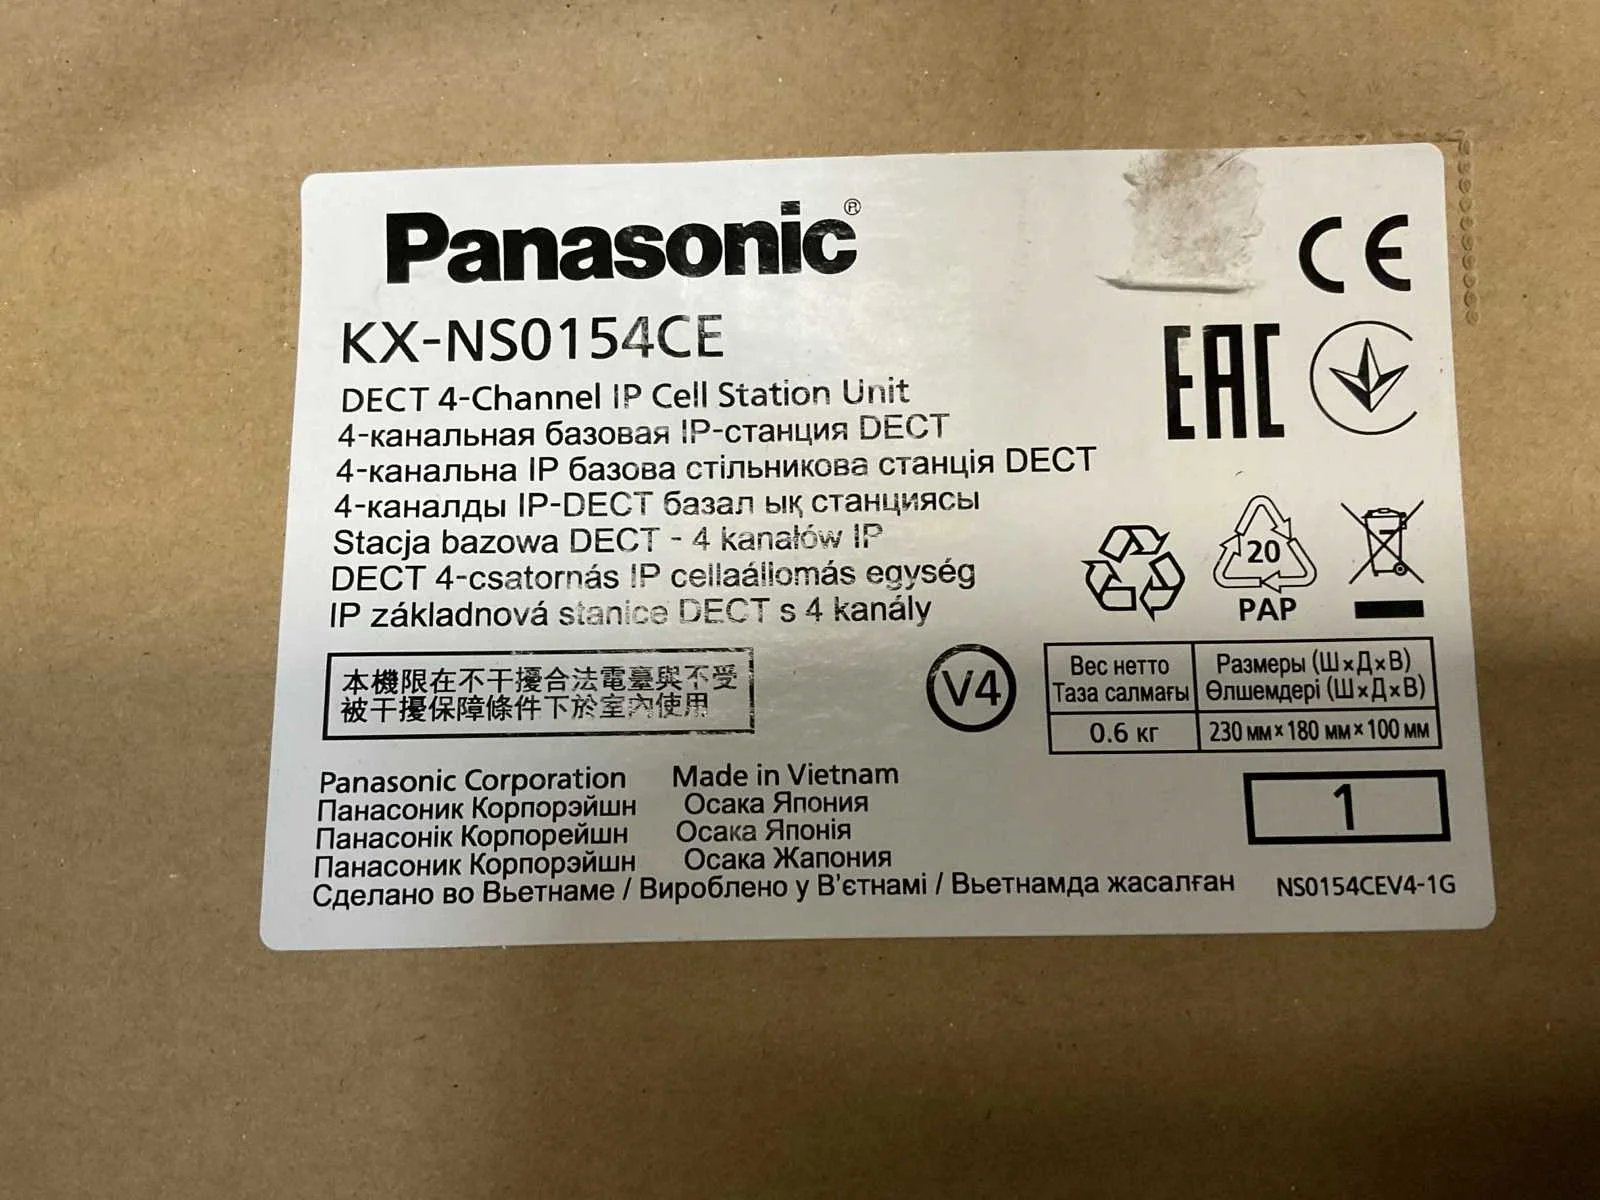 Panasonic®
KX-NS0154CE
DECT 4-Channel IP Cell Station Unit
4-канальная базовая IP-станция DECT
4-канальна IP базова стільникова станція DECT
4-каналды IP-DECT базал ық станциясы
Stacja bazowa DECT - 4 kanałów IP
DECT 4-csatornás IP cellaállomás egység
IP základnová stanice DECT s 4 kanály
CE
EAC
20
PAP
本機限在不干擾合法電臺與不受
被干擾保障條件下於室內使用
V4
Вес нетто
Таза салмағы
Размеры (Ш×Д×В)
Өлшемдері (Ш×Д×В)
0.6 кг
230 мм×180 мм×100 мм
1
Panasonic Corporation Made in Vietnam
Панасоник Корпорэйшн Осака Япония
Панасонік Корпорейшн Осака Японія
Панасоник Корпорэйшн Осака Жапония
Сделано во Вьетнаме / Вироблено у В'єтнамі / Вьетнамда жасалған
NS0154CEV4-1G